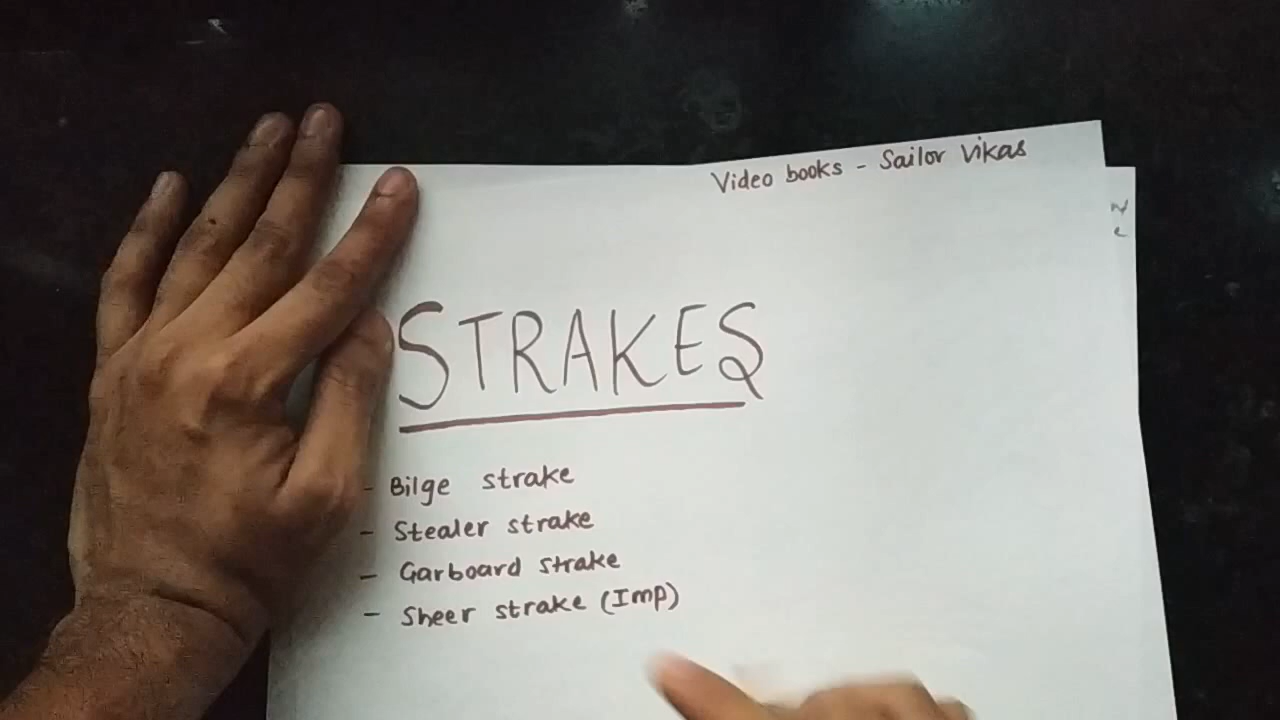 Video books - Sailor Vikas
STRAKES
- Bilge strake
- Stealer strake
- Garboard strake
- Sheer strake (Imp)